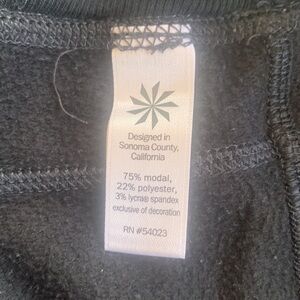 Designed in
Sonoma County,
California
75% modal,
22% polyester,
3% lycra® spandex
exclusive of decoration
RN #54023